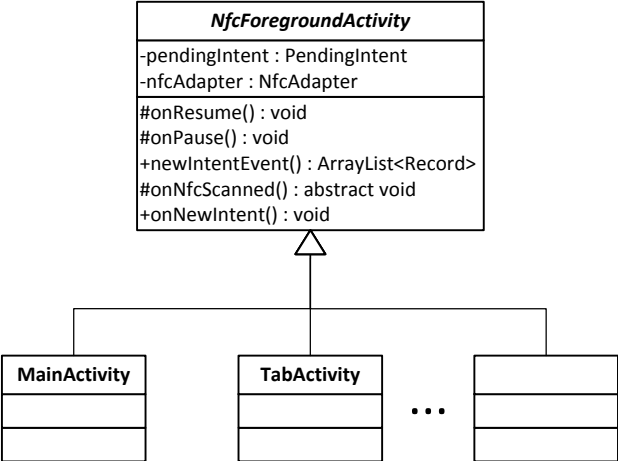 NfcForegroundActivity
-pendingIntent : PendingIntent
-nfcAdapter : NfcAdapter
#onResume() : void
#onPause() : void
+newIntentEvent() : ArrayList<Record>
#onNfcScanned() : abstract void
+onNewIntent() : void
MainActivity
TabActivity
...